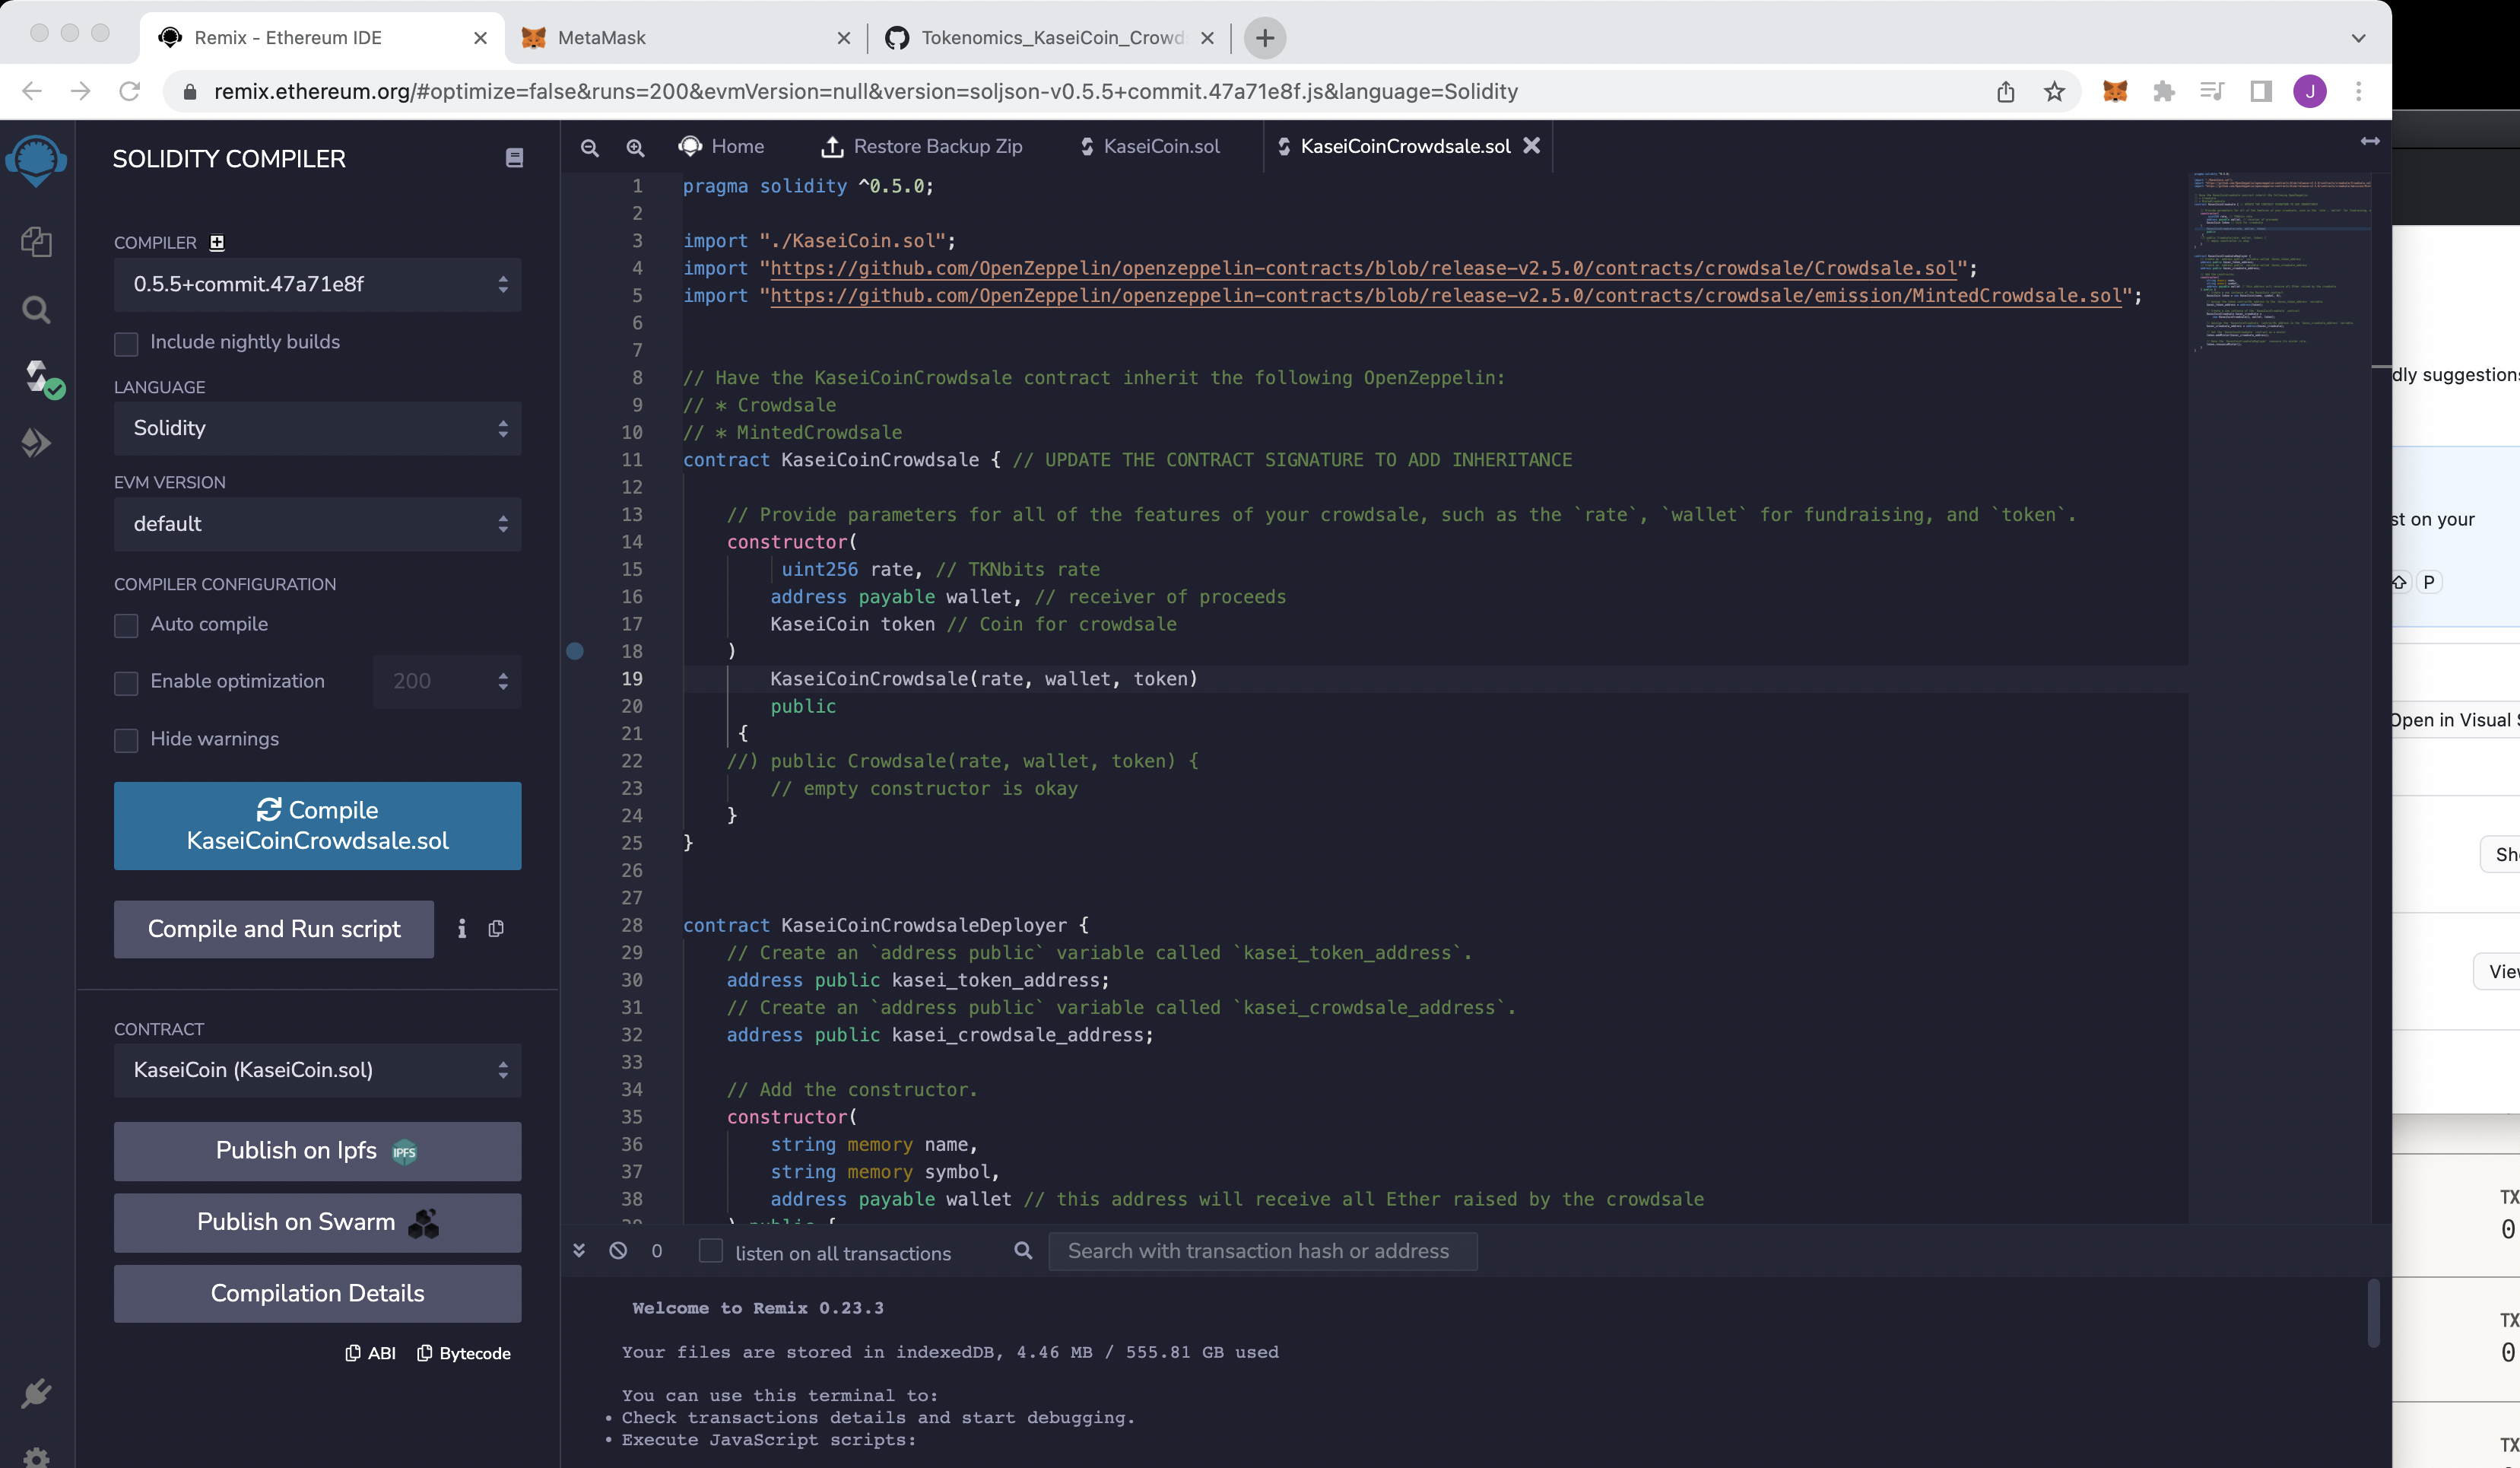 Remix - Ethereum IDE
MetaMask
Tokenomics_KaseiCoin_Crowd
remix.ethereum.org/#optimize=false&runs=200&evmVersion=null&version=soljson-v0.5.5+commit.47a71e8f.js&language=Solidity
J
SOLIDITY COMPILER
COMPILER
0.5.5+commit.47a71e8f
Include nightly builds
LANGUAGE
Solidity
EVM VERSION
default
COMPILER CONFIGURATION
Auto compile
Enable optimization
200
Hide warnings
Compile
KaseiCoinCrowdsale.sol
Compile and Run script
CONTRACT
KaseiCoin (KaseiCoin.sol)
Publish on Ipfs
IPFS
Publish on Swarm
Compilation Details
ABI
Bytecode
Home
Restore Backup Zip
KaseiCoin.sol
KaseiCoinCrowdsale.sol
1 pragma solidity ^0.5.0;
2
3 import "./KaseiCoin.sol";
4 import "https://github.com/OpenZeppelin/openzeppelin-contracts/blob/release-v2.5.0/contracts/crowdsale/Crowdsale.sol";
5 import "https://github.com/OpenZeppelin/openzeppelin-contracts/blob/release-v2.5.0/contracts/crowdsale/emission/MintedCrowdsale.sol";
6
7
8 // Have the KaseiCoinCrowdsale contract inherit the following OpenZeppelin:
9 // * Crowdsale
10 // * MintedCrowdsale
11 contract KaseiCoinCrowdsale { // UPDATE THE CONTRACT SIGNATURE TO ADD INHERITANCE
12
13 // Provide parameters for all of the features of your crowdsale, such as the `rate`, `wallet` for fundraising, and `token`.
14 constructor(
15 uint256 rate, // TKNbits rate
16 address payable wallet, // receiver of proceeds
17 KaseiCoin token // Coin for crowdsale
18 )
19 KaseiCoinCrowdsale(rate, wallet, token)
20 public
21 {
22 //) public Crowdsale(rate, wallet, token) {
23 // empty constructor is okay
24 }
25 }
26
27
28 contract KaseiCoinCrowdsaleDeployer {
29 // Create an `address public` variable called `kasei_token_address`.
30 address public kasei_token_address;
31 // Create an `address public` variable called `kasei_crowdsale_address`.
32 address public kasei_crowdsale_address;
33
34 // Add the constructor.
35 constructor(
36 string memory name,
37 string memory symbol,
38 address payable wallet // this address will receive all Ether raised by the crowdsale
39 ) public {
0
listen on all transactions
Search with transaction hash or address
Welcome to Remix 0.23.3
Your files are stored in indexedDB, 4.46 MB / 555.81 GB used
You can use this terminal to:
• Check transactions details and start debugging.
• Execute JavaScript scripts:
dly suggestions
st on your
P
Open in Visual S
Sh
View
TX
0
TX
0
TX